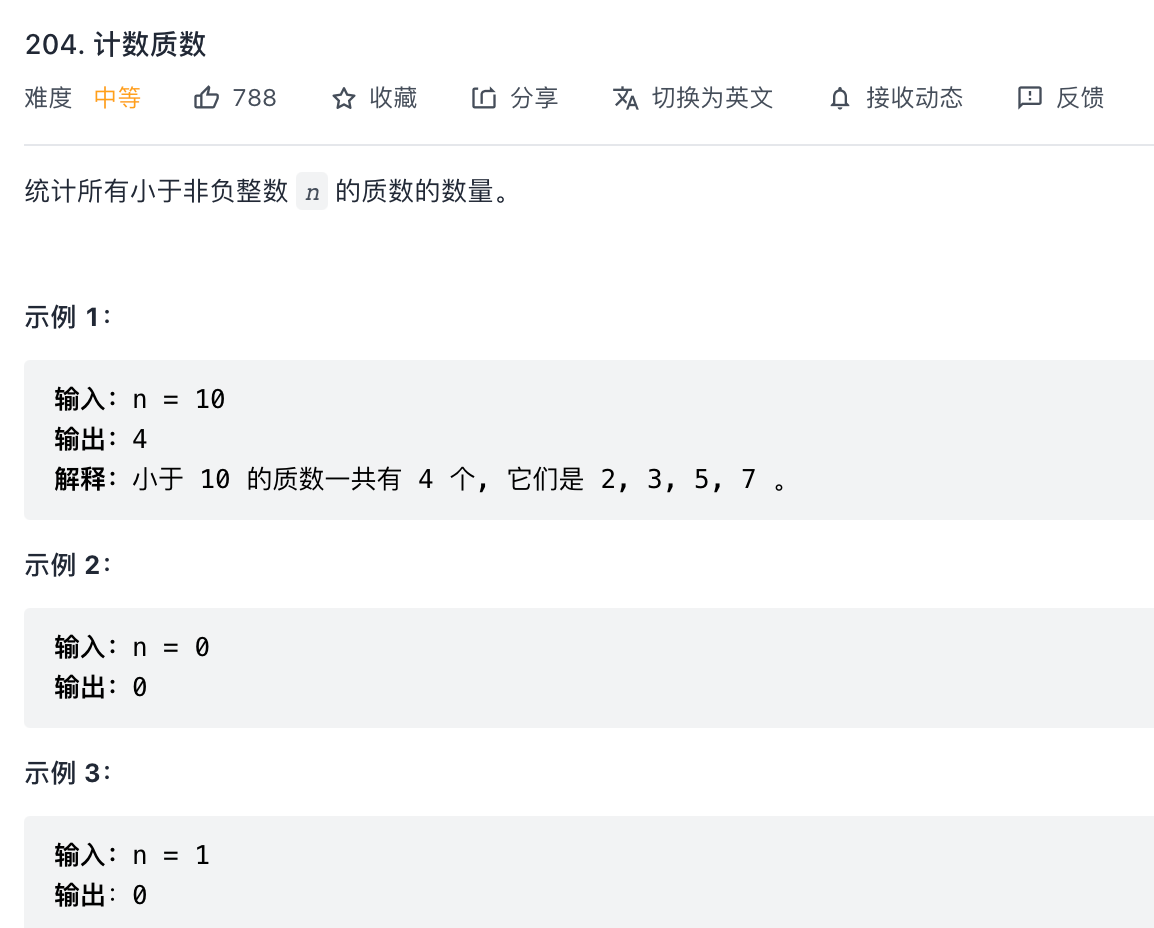 204. 计数质数
难度 中等 788 收藏 分享 切换为英文 接收动态 反馈
统计所有小于非负整数 n 的质数的数量。
示例 1：
输入：n = 10
输出：4
解释：小于 10 的质数一共有 4 个, 它们是 2, 3, 5, 7 。
示例 2：
输入：n = 0
输出：0
示例 3：
输入：n = 1
输出：0